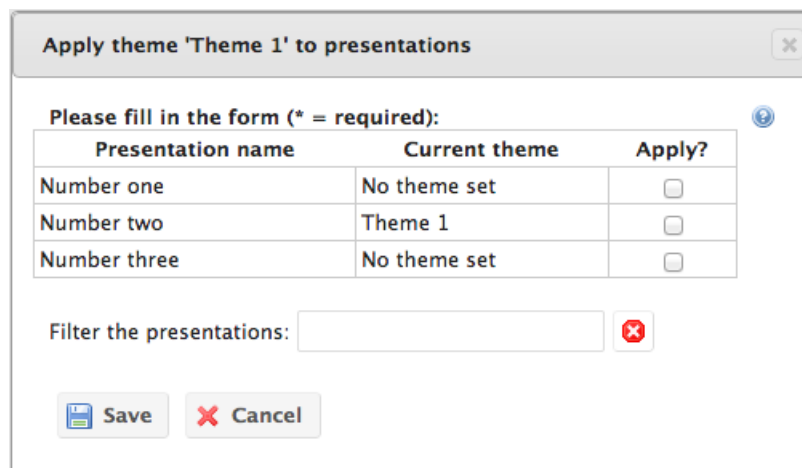 Apply theme 'Theme 1' to presentations
Please fill in the form (* = required):
Presentation name Current theme Apply?
Number one No theme set
Number two Theme 1
Number three No theme set
Filter the presentations:
Save Cancel